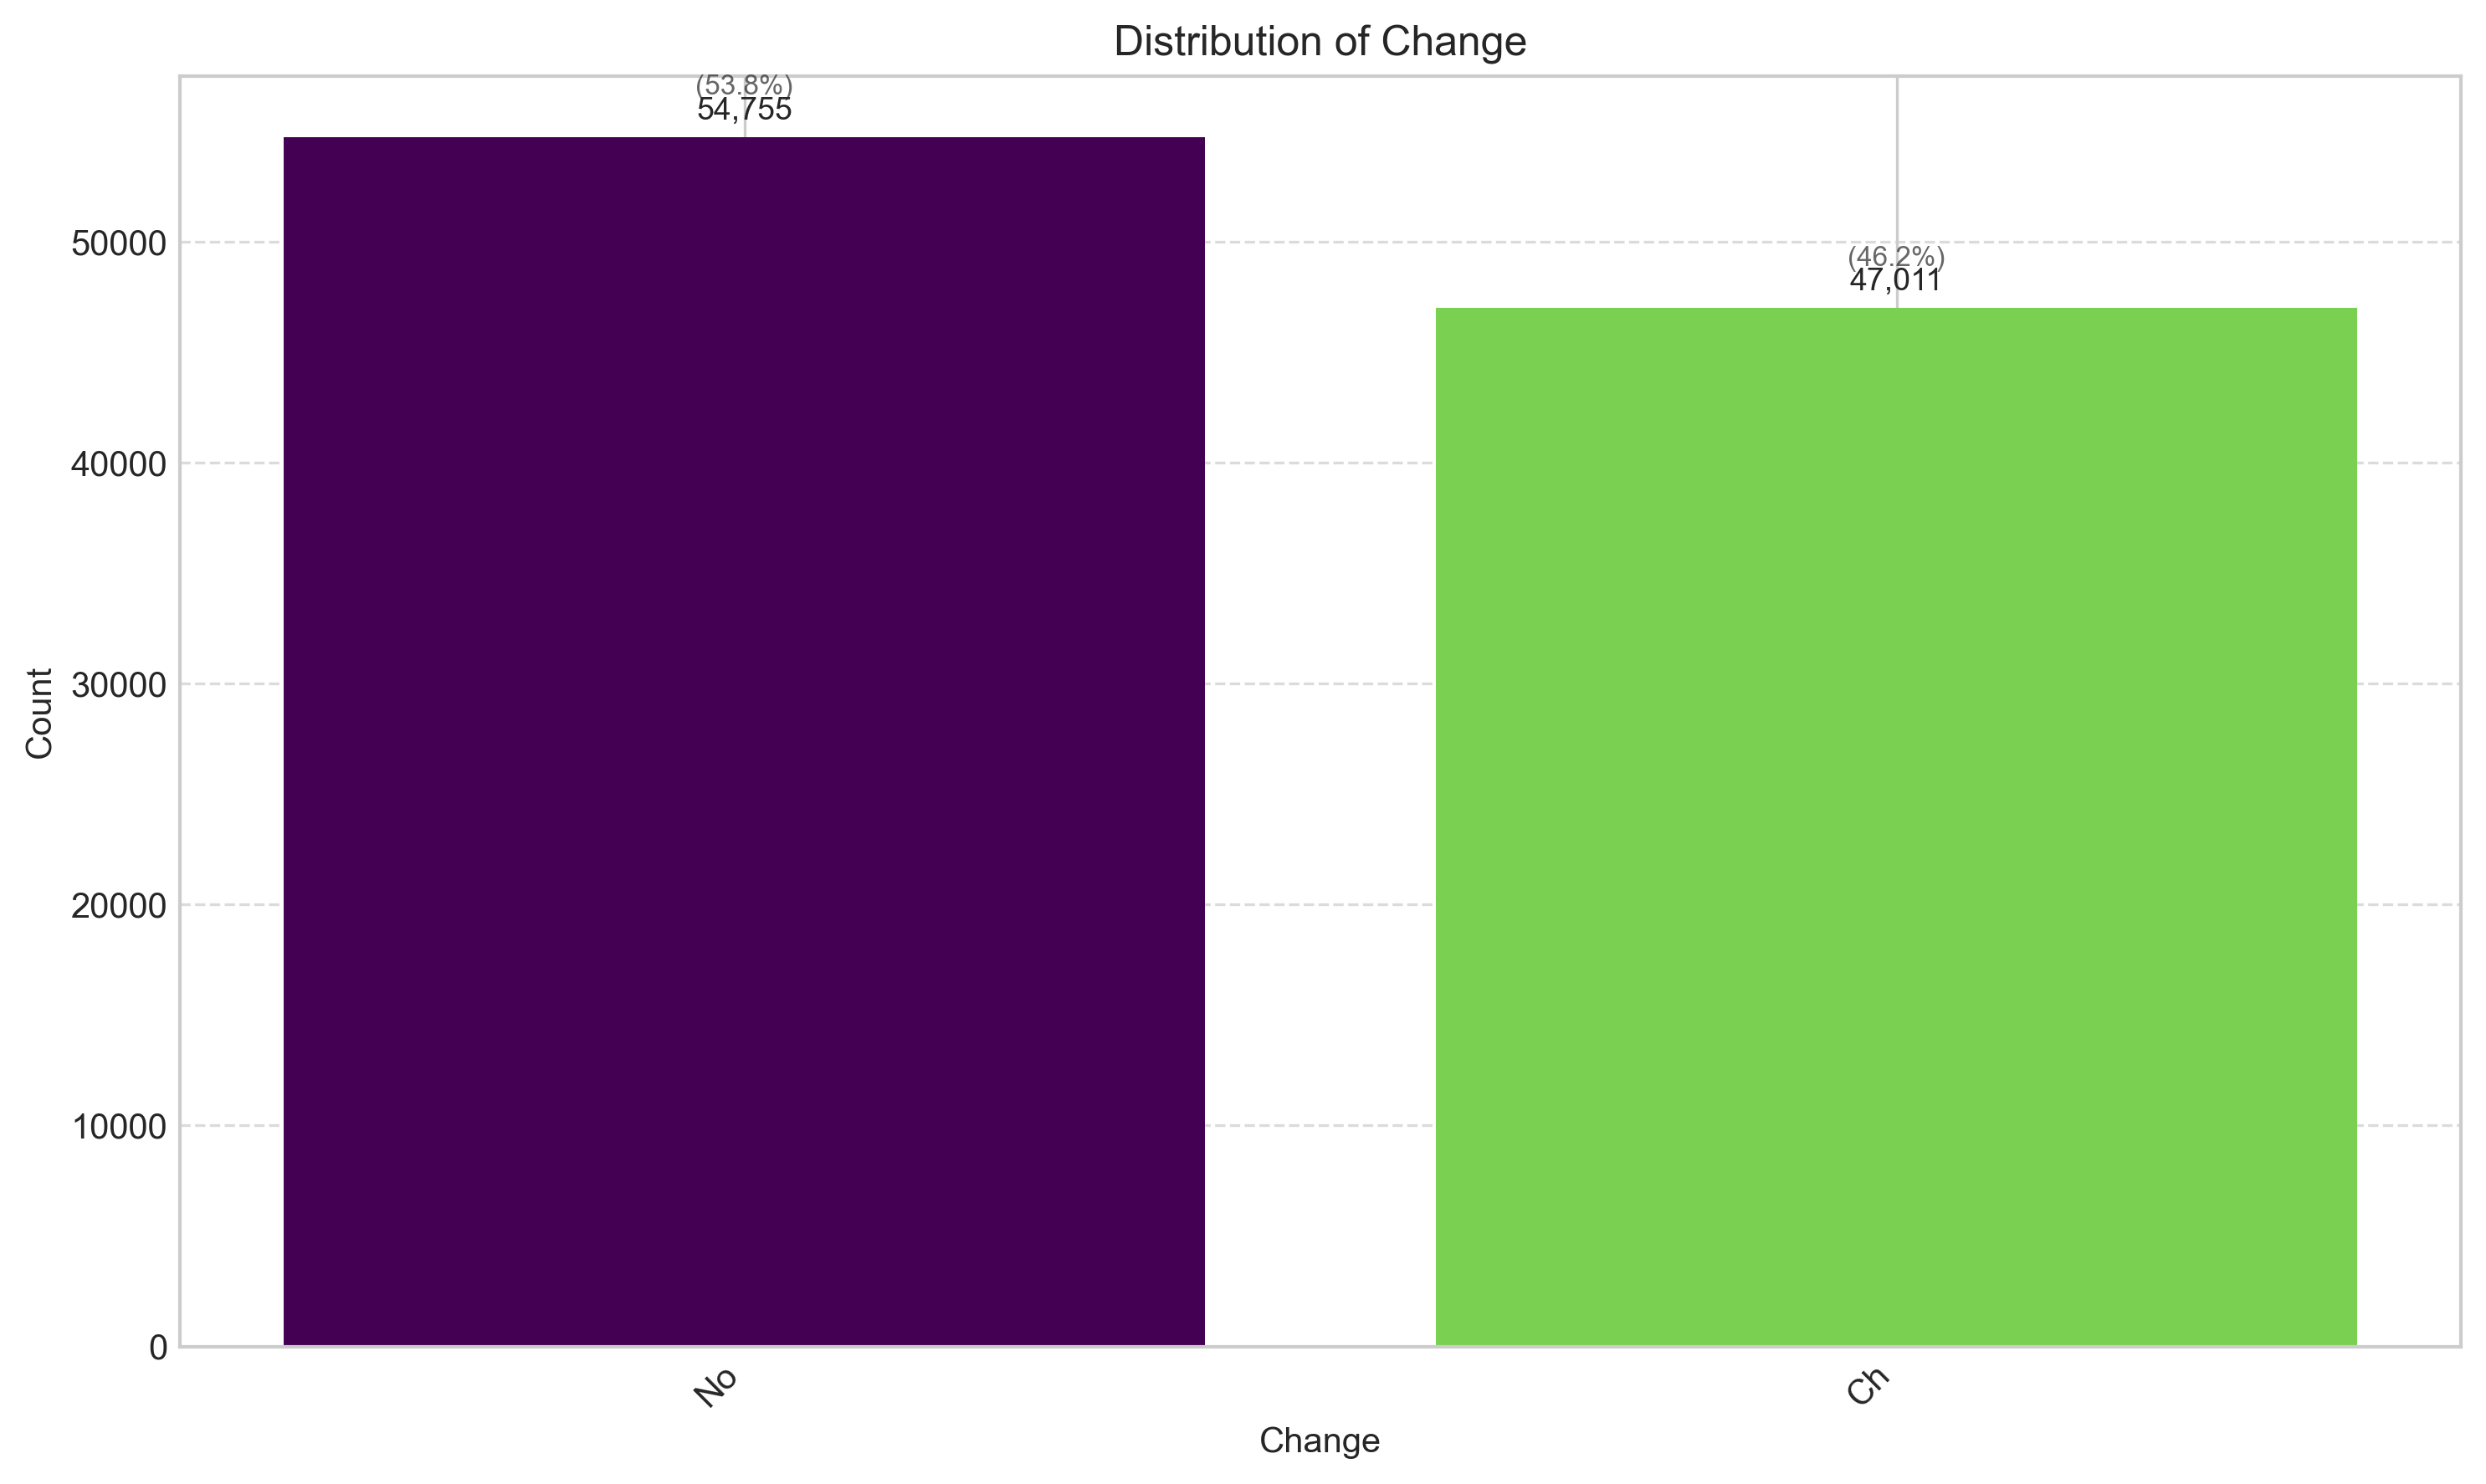 Distribution of Change
(53.8%)
54,755
(46.2%)
47,011
50000
40000
30000
20000
10000
0
Count
No
Ch
Change